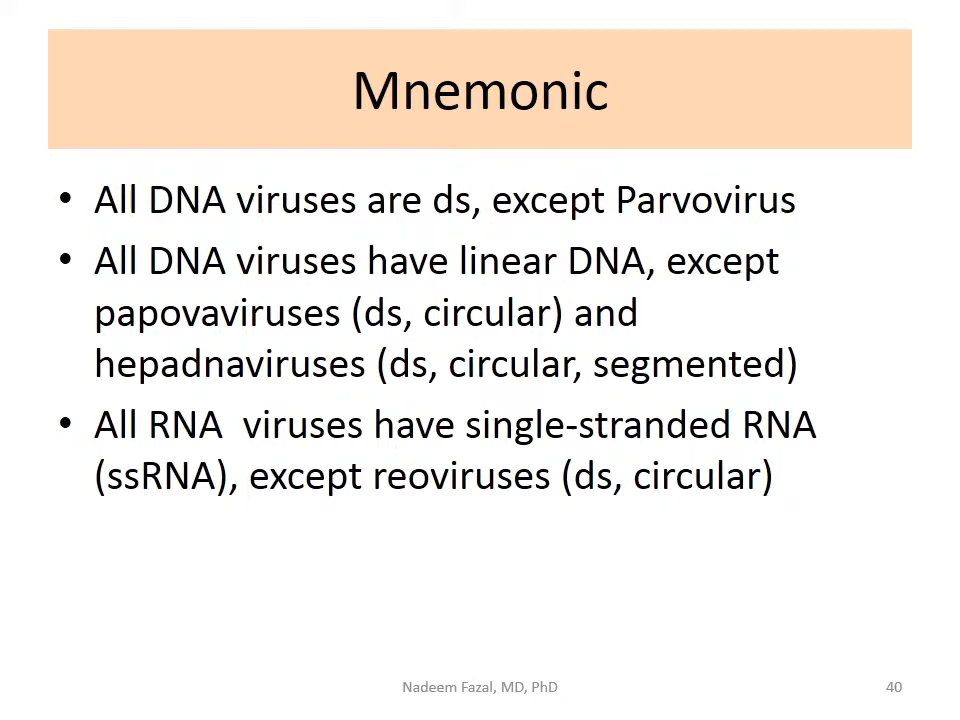 Mnemonic
• All DNA viruses are ds, except Parvovirus
• All DNA viruses have linear DNA, except
papovaviruses (ds, circular) and
hepadnaviruses (ds, circular, segmented)
• All RNA  viruses have single-stranded RNA
(ssRNA), except reoviruses (ds, circular)
Nadeem Fazal, MD, PhD
40